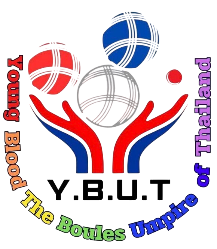 Young Blood The Boules Umpire of Thailand
Y.B.U.T